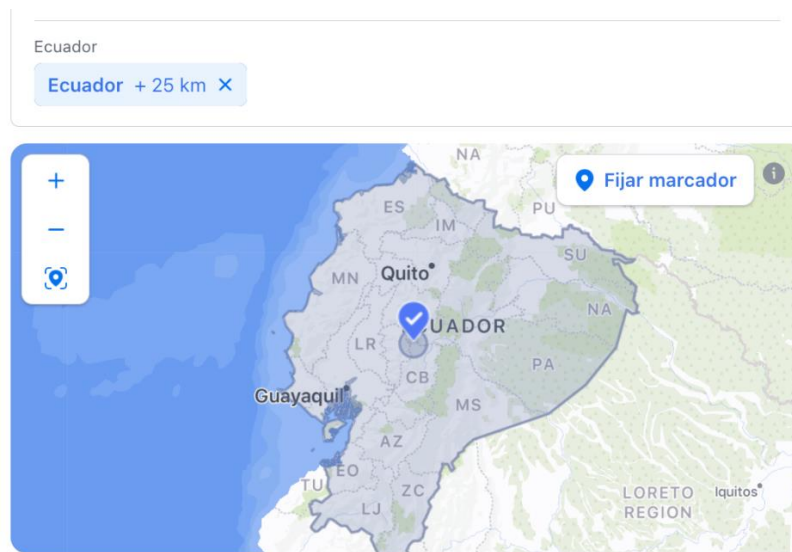 Ecuador
Ecuador + 25 km ×
+
−
Fijar marcador
i
NA
ES
IM
PU
Quito
SU
MN
NA
UADOR
LR
PA
CB
Guayaquil
MS
AZ
EO
TU
ZC
LJ
LORETO
REGION
Iquitos